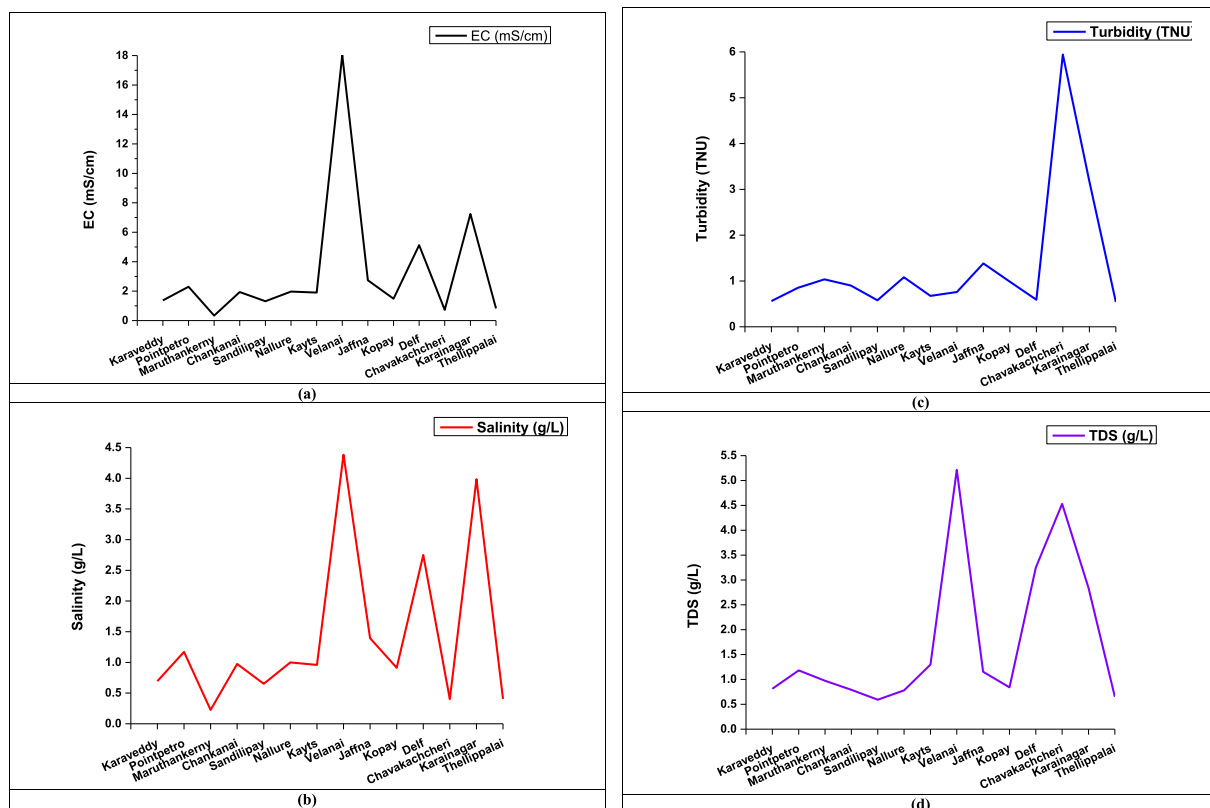 EC (mS/cm)
18
16
14
12
10
8
6
4
2
0
EC (mS/cm)
Karaveddy
Pointpetro
Maruthankerny
Chankanai
Sandilipay
Nallure
Kayts
Velanai
Jaffna
Kopay
Delf
Chavakachcheri
Karainagar
Thellippalai
(a)
Turbidity (TNU)
6
5
4
3
2
1
0
Turbidity (TNU)
Karaveddy
Pointpetro
Maruthankerny
Chankanai
Sandilipay
Nallure
Kayts
Velanai
Jaffna
Kopay
Delf
Chavakachcheri
Karainagar
Thellippalai
(c)
Salinity (g/L)
4.5
4.0
3.5
3.0
2.5
2.0
1.5
1.0
0.5
0.0
Salinity (g/L)
Karaveddy
Pointpetro
Maruthankerny
Chankanai
Sandilipay
Nallure
Kayts
Velanai
Jaffna
Kopay
Delf
Chavakachcheri
Karainagar
Thellippalai
(b)
TDS (g/L)
5.5
5.0
4.5
4.0
3.5
3.0
2.5
2.0
1.5
1.0
0.5
0.0
TDS (g/L)
Karaveddy
Pointpetro
Maruthankerny
Chankanai
Sandilipay
Nallure
Kayts
Velanai
Jaffna
Kopay
Delf
Chavakachcheri
Karainagar
Thellippalai
(d)